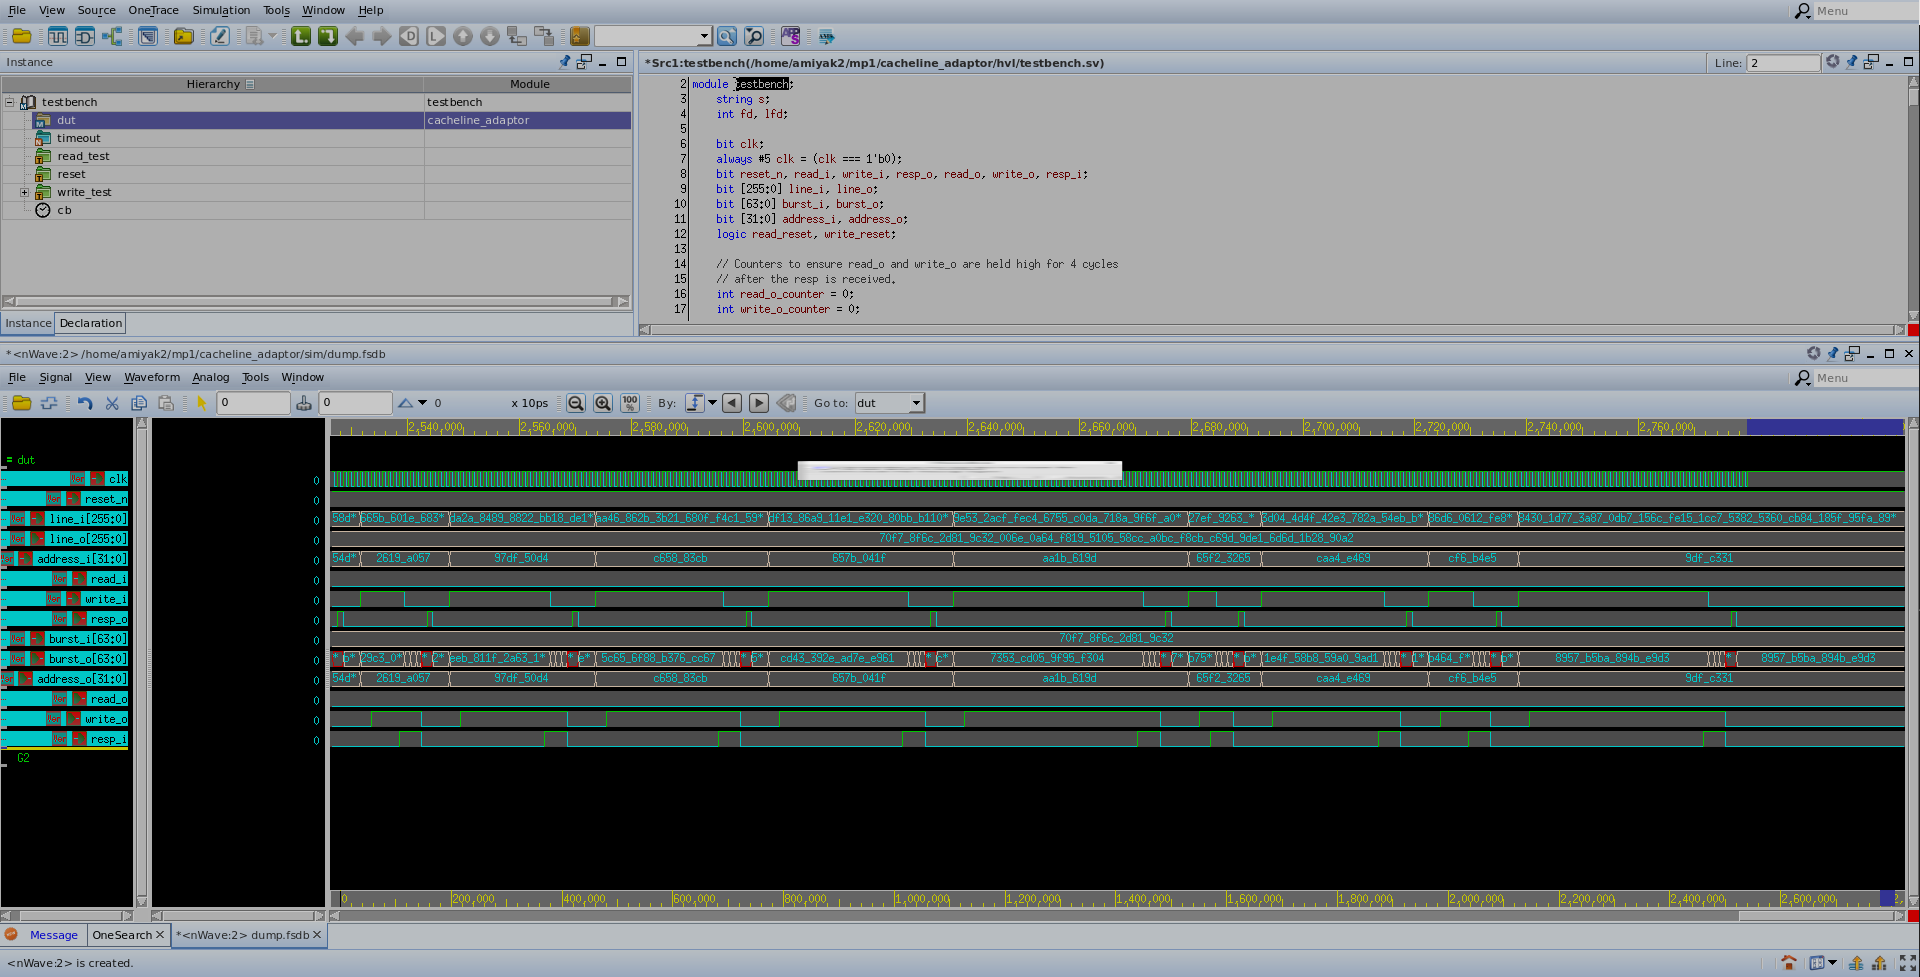 File View Source OneTrace Simulation Tools Window Help Menu
Instance
Hierarchy Module
testbench testbench
dut cacheline_adaptor
timeout
read_test
reset
write_test
cb
Instance Declaration
*Src1:testbench(/home/amiyak2/mp1/cacheline_adaptor/hvl/testbench.sv) Line: 2
2 module testbench;
3 string s;
4 int fd, lfd;
5
6 bit clk;
7 always #5 clk = (clk === 1'b0);
8 bit reset_n, read_i, write_i, resp_o, read_o, write_o, resp_i;
9 bit [255:0] line_i, line_o;
10 bit [63:0] burst_i, burst_o;
11 bit [31:0] address_i, address_o;
12 logic read_reset, write_reset;
13
14 // Counters to ensure read_o and write_o are held high for 4 cycles
15 // after the resp is received.
16 int read_o_counter = 0;
17 int write_o_counter = 0;
*<nWave:2> /home/amiyak2/mp1/cacheline_adaptor/sim/dump.fsdb
File Signal View Waveform Analog Tools Window Menu
0 0 0 x 10ps 100% By: Go to: dut
2,540,000 2,560,000 2,580,000 2,600,000 2,620,000 2,640,000 2,660,000 2,680,000 2,700,000 2,720,000 2,740,000 2,760,000
= dut
clk 0
reset_n 0
line_i[255:0] 0 58d* 665b_601e_683* da2a_8489_8822_bb18_de1* aa46_862b_3b21_680f_f4c1_59* df13_86a9_11e1_e320_80bb_b110* 9e53_2acf_fec4_6755_c0da_718a_9f6f_a0* 27ef_9263_* 3d04_4d4f_42e3_782a_54eb_b* 86d6_0612_fe8* 8430_1d77_3a87_0db7_156c_fe15_1cc7_5382_5360_cb84_185f_95fa_89*
line_o[255:0] 0 70f7_8f6c_2d81_9c32_006e_0a64_f819_5105_58cc_a0bc_f8cb_c69d_9de1_6d6d_1b28_90a2
address_i[31:0] 0 54d* 2619_a057 97df_50d4 c658_83cb 657b_041f aa1b_619d 65f2_3265 caa4_e469 cf6_b4e5 9df_c331
read_i 0
write_i 0
resp_o 0
burst_i[63:0] 0 70f7_8f6c_2d81_9c32
burst_o[63:0] 0 29c3_0* 2* eeb_811f_2a63_1* e* 5c65_6f88_b376_cc67 cd43_392e_ad7e_e961 c* 7353_cd05_9f95_f304 7* b75* 1e4f_58b8_59a0_9ad1 1* b464_f* 8957_b5ba_894b_e9d3 8957_b5ba_894b_e9d3
address_o[31:0] 0 54d* 2619_a057 97df_50d4 c658_83cb 657b_041f aa1b_619d 65f2_3265 caa4_e469 cf6_b4e5 9df_c331
read_o 0
write_o 0
resp_i 0
G2
0 200,000 400,000 600,000 800,000 1,000,000 1,200,000 1,400,000 1,600,000 1,800,000 2,000,000 2,200,000 2,400,000 2,600,000
Message OneSearch *<nWave:2> dump.fsdb
<nWave:2> is created.